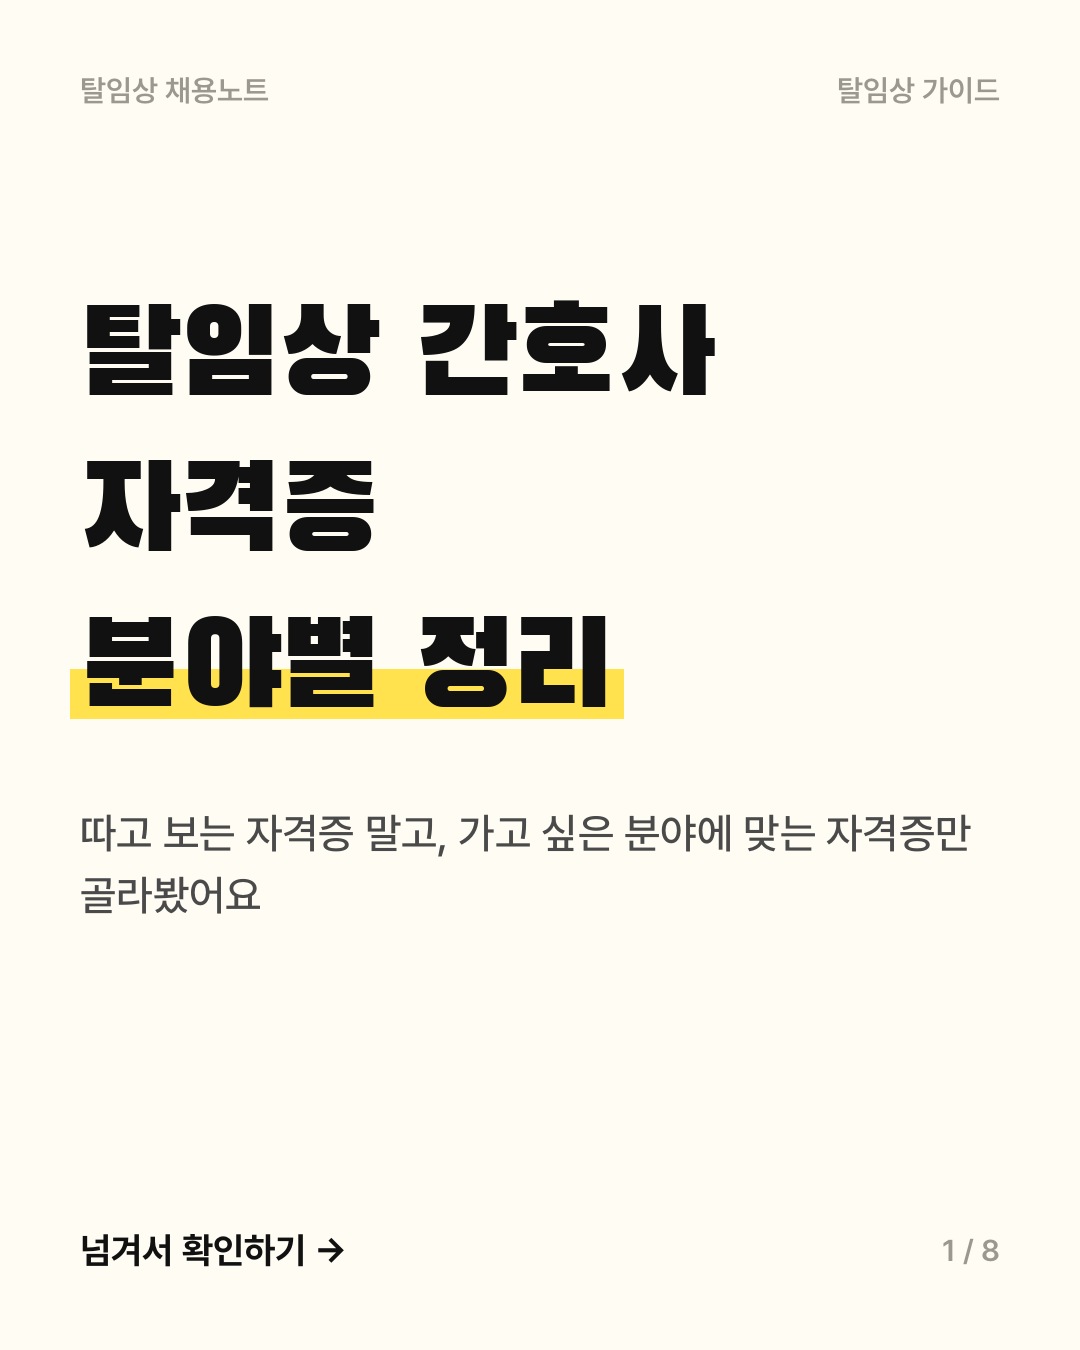 탈임상 채용노트
탈임상 가이드
탈임상 간호사
자격증
분야별 정리
따고 보는 자격증 말고, 가고 싶은 분야에 맞는 자격증만
골라봤어요
넘겨서 확인하기 →
1 / 8